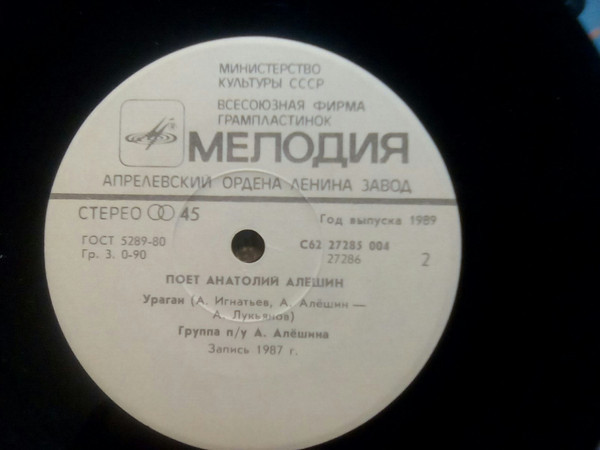 МИНИСТЕРСТВО
КУЛЬТУРЫ СССР
ВСЕСОЮЗНАЯ ФИРМА
ГРАМПЛАСТИНОК
МЕЛОДИЯ
АПРЕЛЕВСКИЙ ОРДЕНА ЛЕНИНА ЗАВОД
СТЕРЕО 45
Год выпуска 1989
ГОСТ 5289-80
Гр. 3. 0-90
С62 27285 004
27286
2
ПОЕТ АНАТОЛИЙ АЛЕШИН
Ураган (А. Игнатьев, А. Алёшин —
А. Лукьянов)
Группа п/у А. Алёшина
Запись 1987 г.